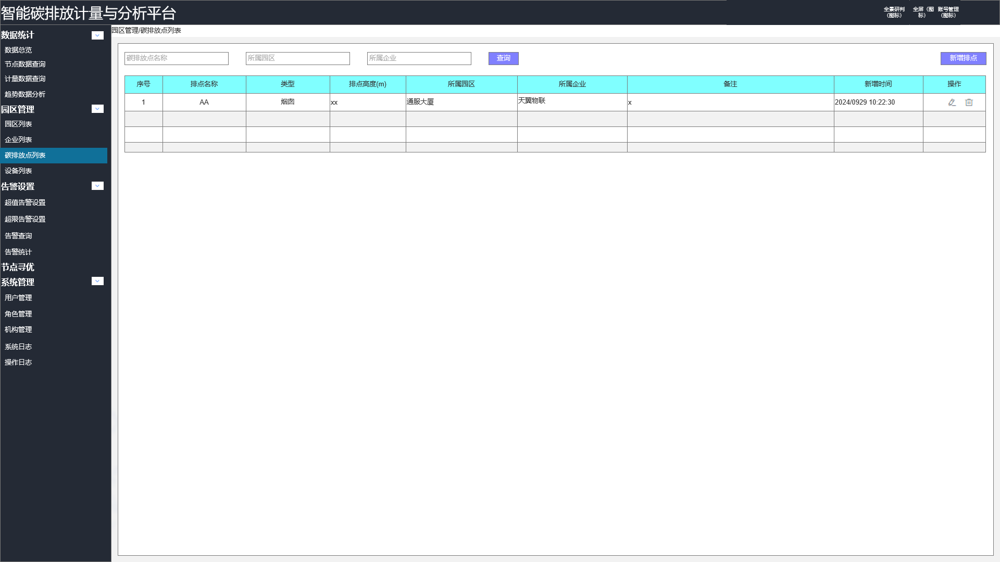 智能碳排放计量与分析平台
全景研判（图标）
全屏（图标）
账号管理（图标）
数据统计
数据总览
节点数据查询
计量数据查询
趋势数据分析
园区管理
园区列表
企业列表
碳排放点列表
设备列表
告警设置
超值告警设置
超限告警设置
告警查询
告警统计
节点寻优
系统管理
用户管理
角色管理
机构管理
系统日志
操作日志
园区管理/碳排放点列表
碳排放点名称 所属园区 所属企业 查询 新增排点
序号 排点名称 类型 排点高度(m) 所属园区 所属企业 备注 新增时间 操作
1 AA 烟囱 xx 通服大厦 天翼物联 x 2024/0929 10:22:30